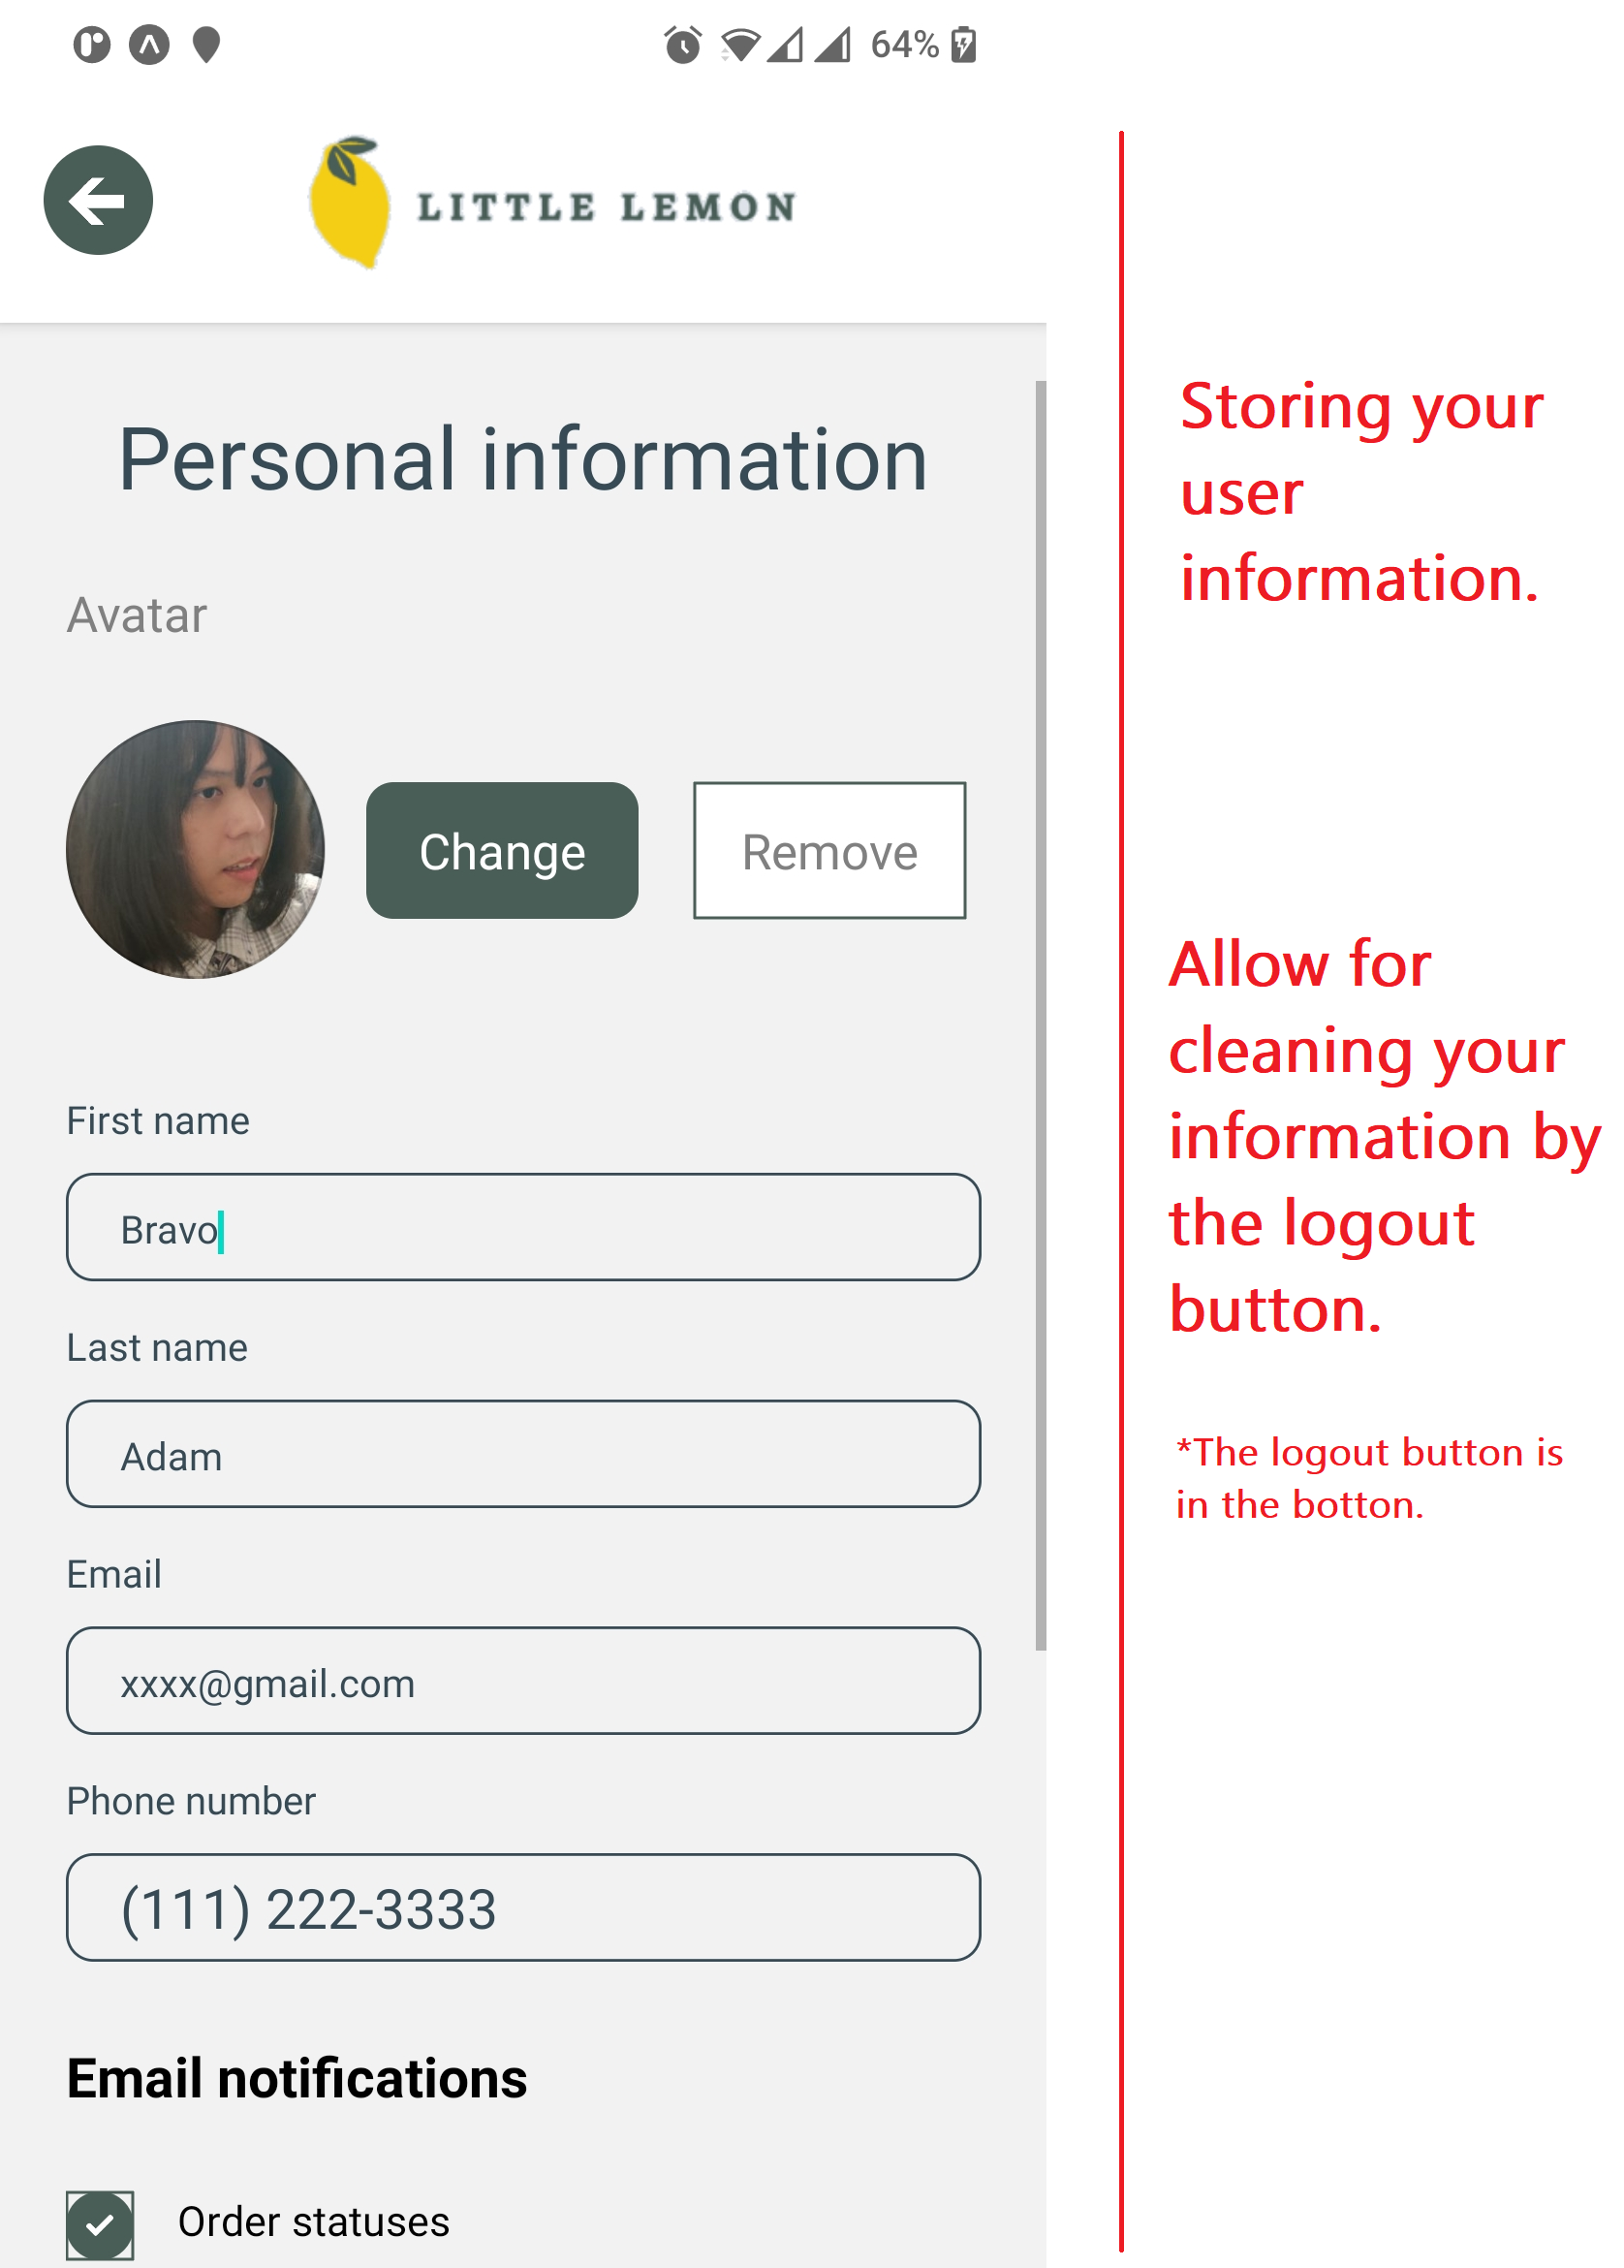 64%
LITTLE LEMON
Personal information
Avatar
Change
Remove
First name
Bravo
Last name
Adam
Email
xxxx@gmail.com
Phone number
(111) 222-3333
Email notifications
Order statuses
Storing your
user
information.
Allow for
cleaning your
information by
the logout
button.
*The logout button is
in the botton.